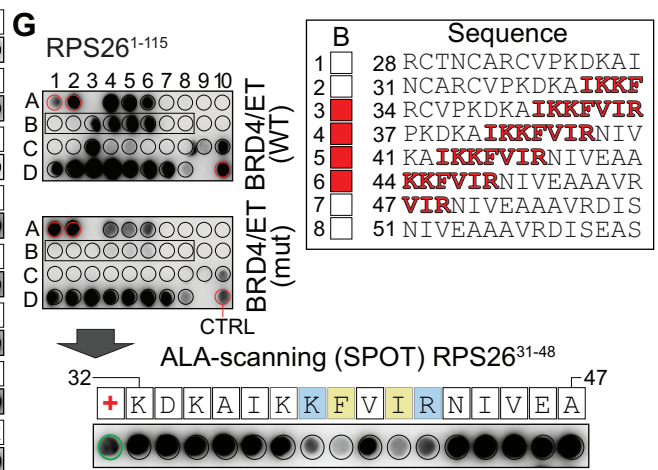 G
RPS26¹⁻¹¹⁵
1 2 3 4 5 6 7 8 9 10
A
B
C
D
BRD4/ET
(WT)
A
B
C
D
BRD4/ET
(mut)
CTRL
B Sequence
1 28 RCTNCARCVPKDKAI
2 31 NCARCVPKDKAIKKF
3 34 RCVPKDKAIKKFVIR
4 37 PKDKAIKKFVIRNIV
5 41 KAIKKFVIRNIVEAA
6 44 KKFVIRNIVEAAAVR
7 47 VIRNIVEAAAVRDIS
8 51 NIVEAAAVRDISEAS
ALA-scanning (SPOT) RPS26³¹⁻⁴⁸
32 47
+ K D K A I K K F V I R N I V E A